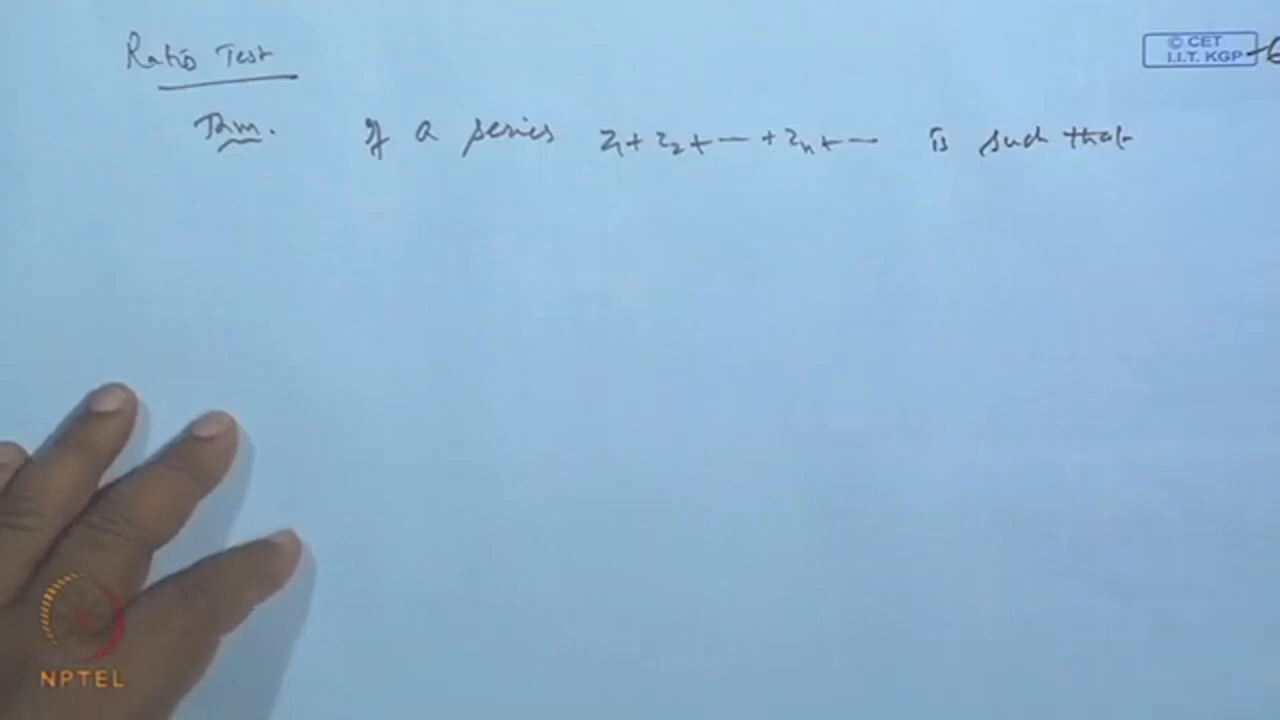 Ratio Test
© CET
I.I.T. KGP
Thm. If a series z₁ + z₂ + — + zₙ + — is such that
NPTEL